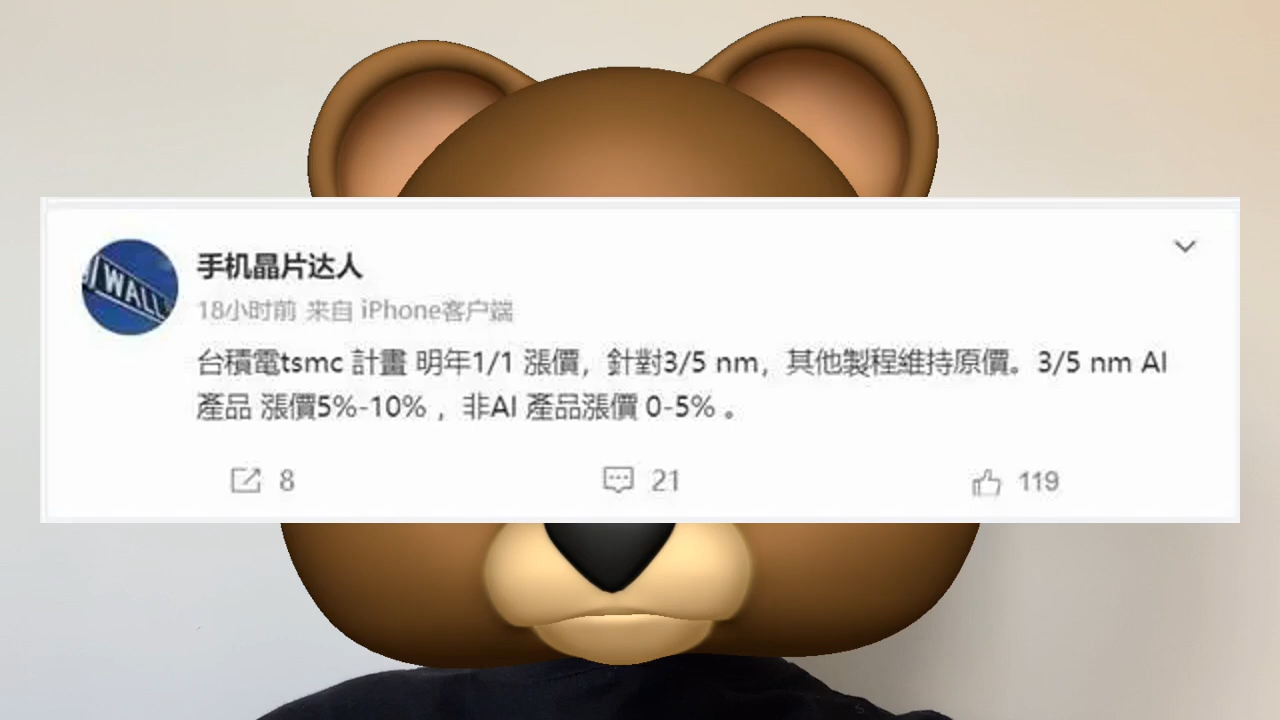 WALL
手机晶片达人
18小时前 来自 iPhone客户端
台積電tsmc 計畫 明年1/1 漲價，針對3/5 nm，其他製程維持原價。3/5 nm AI
產品 漲價5%-10% ，非AI 產品漲價 0-5% 。
8
21
119